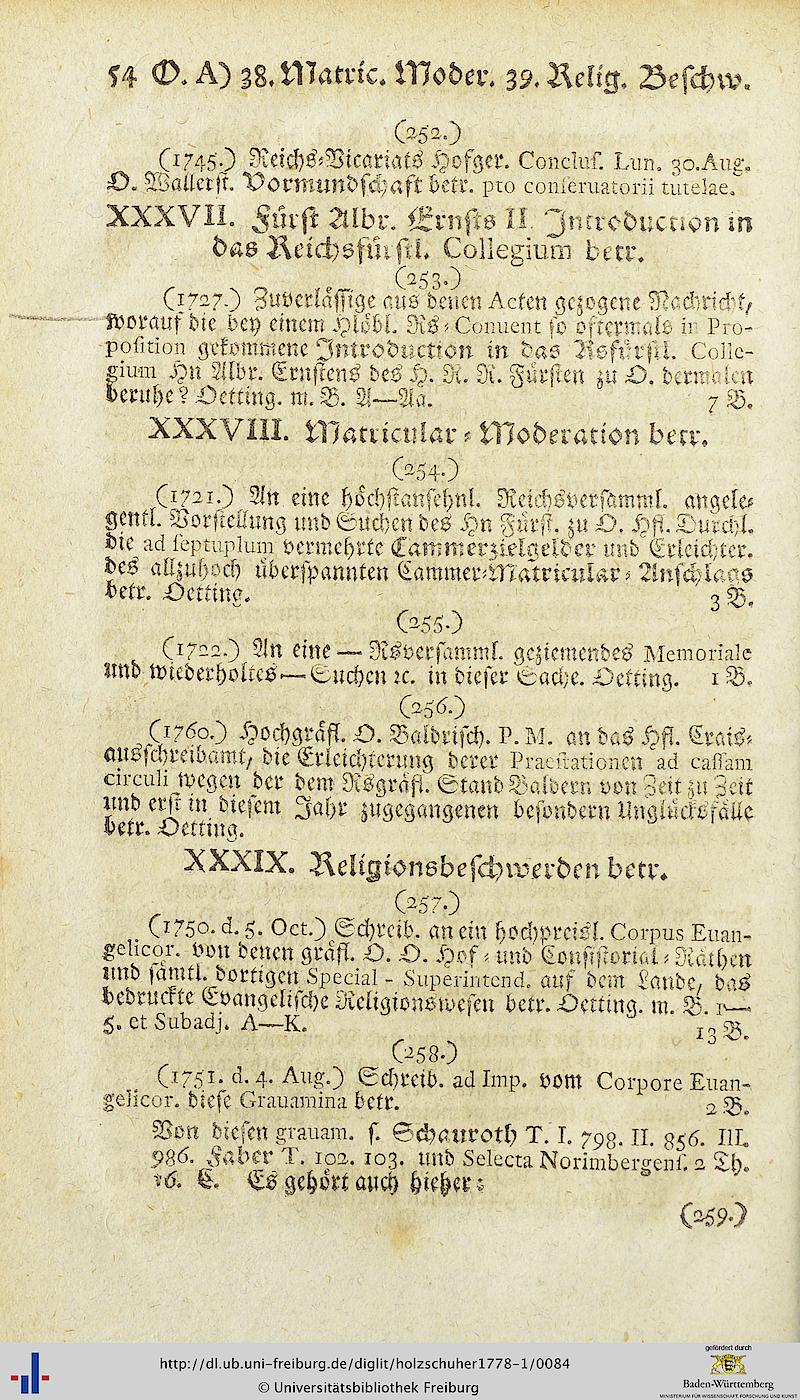 54 O. A) 38. Matric. Moder. 39. Relig. Beschw.
(252.)
(1745.) Reichs-Vicariats Hofger. Conclus. Lun. 30. Aug.
O. Wallerst. Vormundschaft betr. pto conseruatorii tutelae.
XXXVII. Fürst Albr. Ernsts II. Introduction in
das Reichsfürstl. Collegium betr.
(253.)
(1727.) Zuverlässige aus denen Acten gezogene Nachricht,
worauf die bey einem Hlöbl. Rs-Conuent so oftermals in Pro-
position gekommene Introduction in das Rsfürstl. Colle-
gium Hn Albr. Ernstens des H. R. R. Fürsten zu O. dermalen
beruhe? Oetting. m. B. A—Aa. 7 B.
XXXVIII. Matricular-Moderation betr.
(254.)
(1721.) An eine höchstansehnl. Reichsversamml. angele-
gentl. Vorstellung und Suchen des Hn Fürst. zu O. Hfl. Durchl.
die ad septuplum vermehrte Cammerzielgelder und Erleichter.
des allzuhoch überspannten Cammer-Matricular-Anschlags
betr. Oetting. 3 B.
(255.)
(1722.) An eine — Rsversamml. geziemendes Memoriale
und wiederholtes — Suchen ꝛc. in dieser Sache. Oetting. 1 B.
(256.)
(1760.) Hochgräfl. O. Baldrisch. P. M. an das Hfl. Crais-
ausschreibamt, die Erleichterung derer Praestationen ad cassam
circuli wegen der dem Rsgräfl. Stand Baldern von Zeit zu Zeit
und erst in diesem Jahr zugegangenen besondern Unglücksfälle
betr. Oetting.
XXXIX. Religionsbeschwerden betr.
(257.)
(1750. d. 5. Oct.) Schreib. an ein hochpreisl. Corpus Euan-
gelicor. von denen gräfl. O. O. Hof- und Consistorial-Räthen
und sämtl. dortigen Special-Superintend. auf dem Lande, das
bedruckte Evangelische Religionswesen betr. Oetting. m. B. 1—
5. et Subadj. A—K. 13 B.
(258.)
(1751. d. 4. Aug.) Schreib. ad Imp. vom Corpore Euan-
gelicor. diese Grauamina betr. 2 B.
Von diesen grauam. s. Schauroth T. I. 798. II. 856. III.
986. Faber T. 102. 103. und Selecta Norimbergens. 2 Th.
16. C. Es gehört auch hieher:
(259.)
http://dl.ub.uni-freiburg.de/diglit/holzschuher1778-1/0084
© Universitätsbibliothek Freiburg
gefördert durch
Baden-Württemberg
MINISTERIUM FÜR WISSENSCHAFT, FORSCHUNG UND KUNST